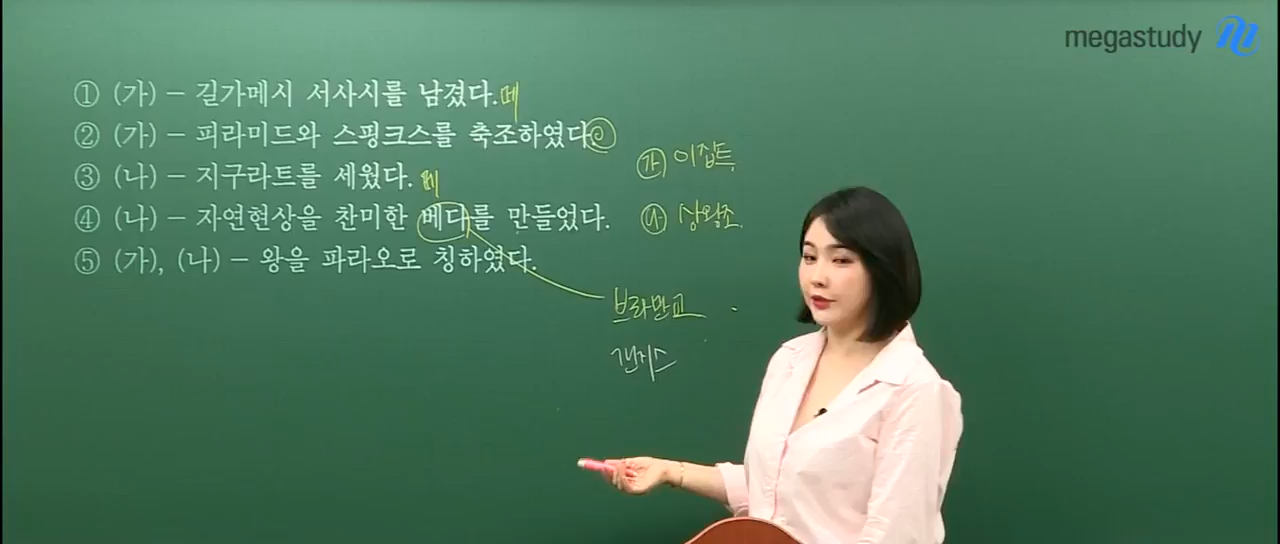 megastudy
① (가) – 길가메시 서사시를 남겼다. 메
② (가) – 피라미드와 스핑크스를 축조하였다.
③ (나) – 지구라트를 세웠다. 메
④ (나) – 자연현상을 찬미한 베다를 만들었다.
⑤ (가), (나) – 왕을 파라오로 칭하였다.
㉮ 이집트
㉯ 상왕조
브라만교
갠지스